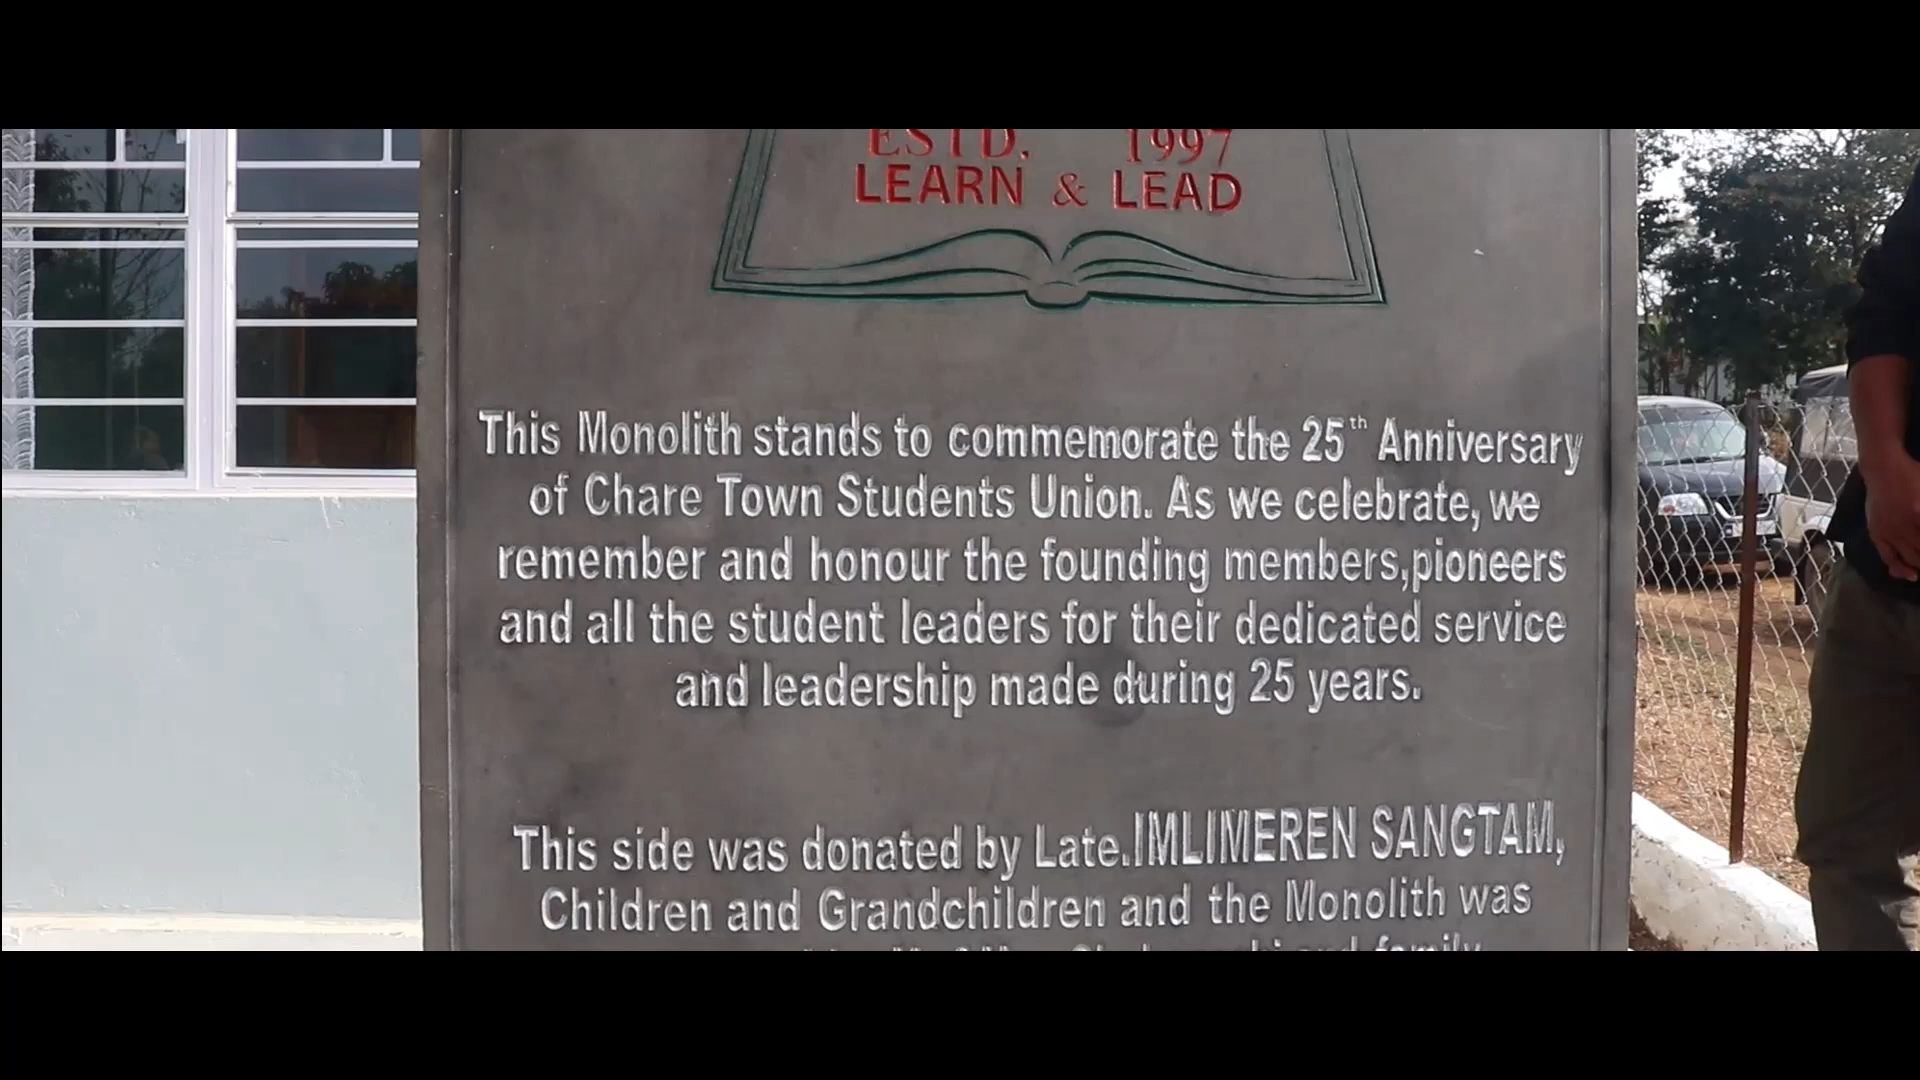 ESTD. 1997
LEARN & LEAD
This Monolith stands to commemorate the 25th Anniversary
of Chare Town Students Union. As we celebrate, we
remember and honour the founding members,pioneers
and all the student leaders for their dedicated service
and leadership made during 25 years.
This side was donated by Late.IMLIMEREN SANGTAM,
Children and Grandchildren and the Monolith was
and family